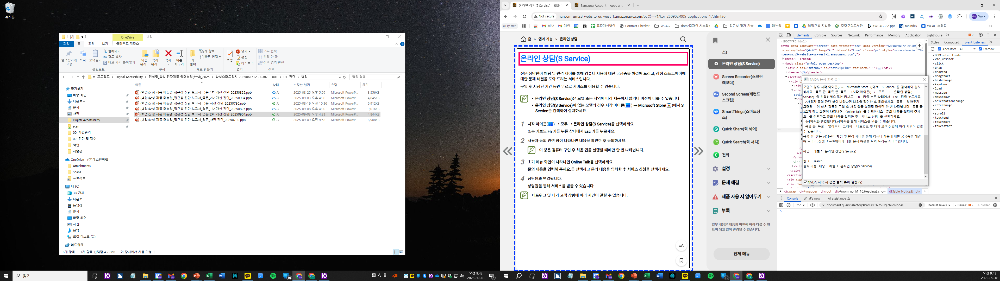 휴지통
OneDrive
백업
파일
홈
공유
보기
클라우드 저장소
즐겨찾기에 고정
복사
붙여넣기
잘라내기
경로 복사
바로 가기 붙여넣기
클립보드
이동 위치
복사 위치
삭제
이름 바꾸기
구성
새 폴더
새 항목
빠른 연결
새로 만들기
속성
열기
편집
히스토리
열기
모두 선택
선택 안 함
선택 영역 반전
선택
« 프로젝트 > Digital Accessibility > 컨설팅_삼성 전자제품 웹매뉴얼(한샘)_2025 > 삼성스마트워치-20250615T233038Z-1-001 > 01. 진단 > 백업
백업 검색
이름 상태 수정한 날짜 유형 크기
(백업)삼성 제품 매뉴얼_접근성 진단 보고서_국문_1차 개선 진단_20250825.pptx 2025-08-25 오후 5:09 Microsoft PowerP... 8,356KB
(백업)삼성 제품 매뉴얼_접근성 진단 보고서_국문_2차 개선 진단_20250904.pptx 2025-09-03 오후 4:30 Microsoft PowerP... 4,845KB
(백업)삼성 제품 매뉴얼_접근성 진단 보고서_국문_사전 진단_20250730.pptx 2025-08-19 오전 10:36 Microsoft PowerP... 6,912KB
(백업)삼성 제품 매뉴얼_접근성 진단 보고서_영문_1차 개선 진단_20250825.pptx 2025-09-08 오후 4:00 Microsoft PowerP... 9,016KB
(백업)삼성 제품 매뉴얼_접근성 진단 보고서_영문_2차 개선 진단_20250904.pptx 2025-09-03 오후 4:33 Microsoft PowerP... 4,844KB
(백업)삼성 제품 매뉴얼_접근성 진단 보고서_영문_사전 진단_20250730.pptx 2025-09-09 오전 9:58 Microsoft PowerP... 8,968KB
즐겨찾기
바탕 화면
다운로드
문서
사진
Digital Accessibility
scan
00. 사업관리
02. 진단 및 검수
백업
제출용
OneDrive - (주)에스앤씨랩
Attachments
Scans
프로젝트
내 PC
3D 개체
다운로드
동영상
문서
바탕 화면
사진
음악
로컬 디스크 (C:)
네트워크
6개 항목 1개 항목 선택함 4.72MB 이 장치에서 사용 가능
찾기
오전 9:43
2025-09-10
온라인 상담(S Service) - 앱과
Samsung Account - Apps and
Not secure hansem-um.s3-website-us-west-1.amazonaws.com/pc접근성/kor_250902/005_applications_17.html#0
Work
a11y tree
회사
개인
표준개선방안
Contrast Checker
WCAG
docs/디자인 시스템s
접근성 평가 기술
매뉴얼
웹접근성 지침들
중랑구립도서관
KWCAG 2.2 ppt
tabindex
WCAG 스터디
홈 > 앱과 기능 > 온라인 상담
온라인 상담(S Service)
전문 상담원이 채팅 및 원격 제어를 통해 컴퓨터 사용에 대한 궁금증을 해결해 드리고, 삼성 소프트웨어에
대한 문제 해결을 도와 드리는 서비스입니다.
구입 후 지정된 기간 동안 무료로 서비스를 이용할 수 있습니다.
• 온라인 상담(S Service)은 모델 또는 지역에 따라 제공하지 않거나 버전이 다를 수 있습니다.
• 온라인 상담(S Service)이 없는 모델의 경우 시작 아이콘( ) → Microsoft Store( )에서 S
Service를 검색하여 설치하세요.
1 시작 아이콘( ) → 모두 → 온라인 상담(S Service)을 선택하세요.
또는 키보드 Fn 키를 누른 상태에서 Esc 키를 누르세요.
2 사용자 동의 관련 창이 나타나면 내용을 확인한 후 동의하세요.
이 창은 컴퓨터 구입 후 처음 앱을 실행할 때에만 한 번 나타납니다.
3 초기 메뉴 화면이 나타나면 Online Talk를 선택하세요.
문의 내용을 입력해 주세요.를 선택하고 문의 내용을 입력한 후 서비스 신청을 선택하세요.
4 상담원과 연결됩니다.
상담원을 통해 서비스를 받을 수 있습니다.
네트워크 및 대기 고객 상황에 따라 시간이 걸릴 수 있습니다.
AA
스)
온라인 상담(S Service)
Screen Recorder(스크린
레코더)
Second Screen(세컨드
스크린)
SmartThings(스마트싱
스)
Quick Share(퀵 쉐어)
Quick Search(퀵 서치)
전화
설정
문제 해결
제품 사용 시 알아두기
부록
일부 내용은 제품의 버전에 따라 다를 수 있
으며 예고 없이 변경될 수 있습니다.
전체 메뉴
Elements Console Sources Network Performance Memory Application Lighthouse 2
<!DOCTYPE html>
<html data-language="Korean" data-transez="acc" data-version="V20;OPEN;NA;NA;ko
data-template="Q4-PC" lang="ko" data-alt="true" class="pc" style="--vsc-domain:
sem-um.s3-website-us-west-1.amazonaws.com";">
<head> </head>
<body class="unfold open desktop">
<div class="skipNav" id="navskiplink" tabindex="-1"> </div>
<header> </header>
Styles Computed Event Listeners
Ancestors All Framew...
DOMContentLoaded
VSC_MESSAGE
click
drag
dragend
dragstart
hashchange
keydown
load
message
mousedown
orientationchange
ratechange
resize
scroll
touchend
touchmove
touchstart
NVDA 음성 출력 뷰어
모델의 경우 시작 아이콘() → Microsoft Store ()에서 S Service 를 검색하여 설치
하세요. 목록 끝 목록 끝 목록 1시작 아이콘() → 모두 → 온라인 상담(S
Service) 을 선택하세요.또는 키보드 Fn 키를 누른 상태에서 Esc 키를 누르세요.
2사용자 동의 관련 창이 나타나면 내용을 확인한 후 동의하세요. 목록 알아두기
그래픽 이 창은 컴퓨터 구입 후 처음 앱을 실행할 때에만 한 번 나타납니다. 목록 끝
3초기 메뉴 화면이 나타나면 Online Talk 를 선택하세요. 문의 내용을 입력해 주세
요. 를 선택하고 문의 내용을 입력한 후 서비스 신청 을 선택하세요.
4상담원과 연결됩니다.상담원을 통해 서비스를 받을 수 있습니다.
목록 끝 목록 알아두기 그래픽 네트워크 및 대기 고객 상황에 따라 시간이 걸릴
수 있습니다.
목록 끝 전문 상담원이 채팅 및 원격 제어를 통해 컴퓨터 사용에 대한 궁금증을 해결
해 드리고, 삼성 소프트웨어에 대한 문제 해결을 도와 드리는 서비스입니다.
헤딩 레벨 1 온라인 상담(S Service)
링크 search
클릭 가능 헤딩 레벨 1 온라인 상담(S Service)
NVDA 시작 시 음성 출력 뷰어 실행 (S)
div.wrap div#wrapper div.root div#room_no_h1_16.Heading2.show dl.Table_Notice.Empty
Console What's new AI assistance
top document.querySelector('#cross003-7583').childNodes Default levels 2 Issues: 2 4 hidden
오전 9:43
2025-09-10